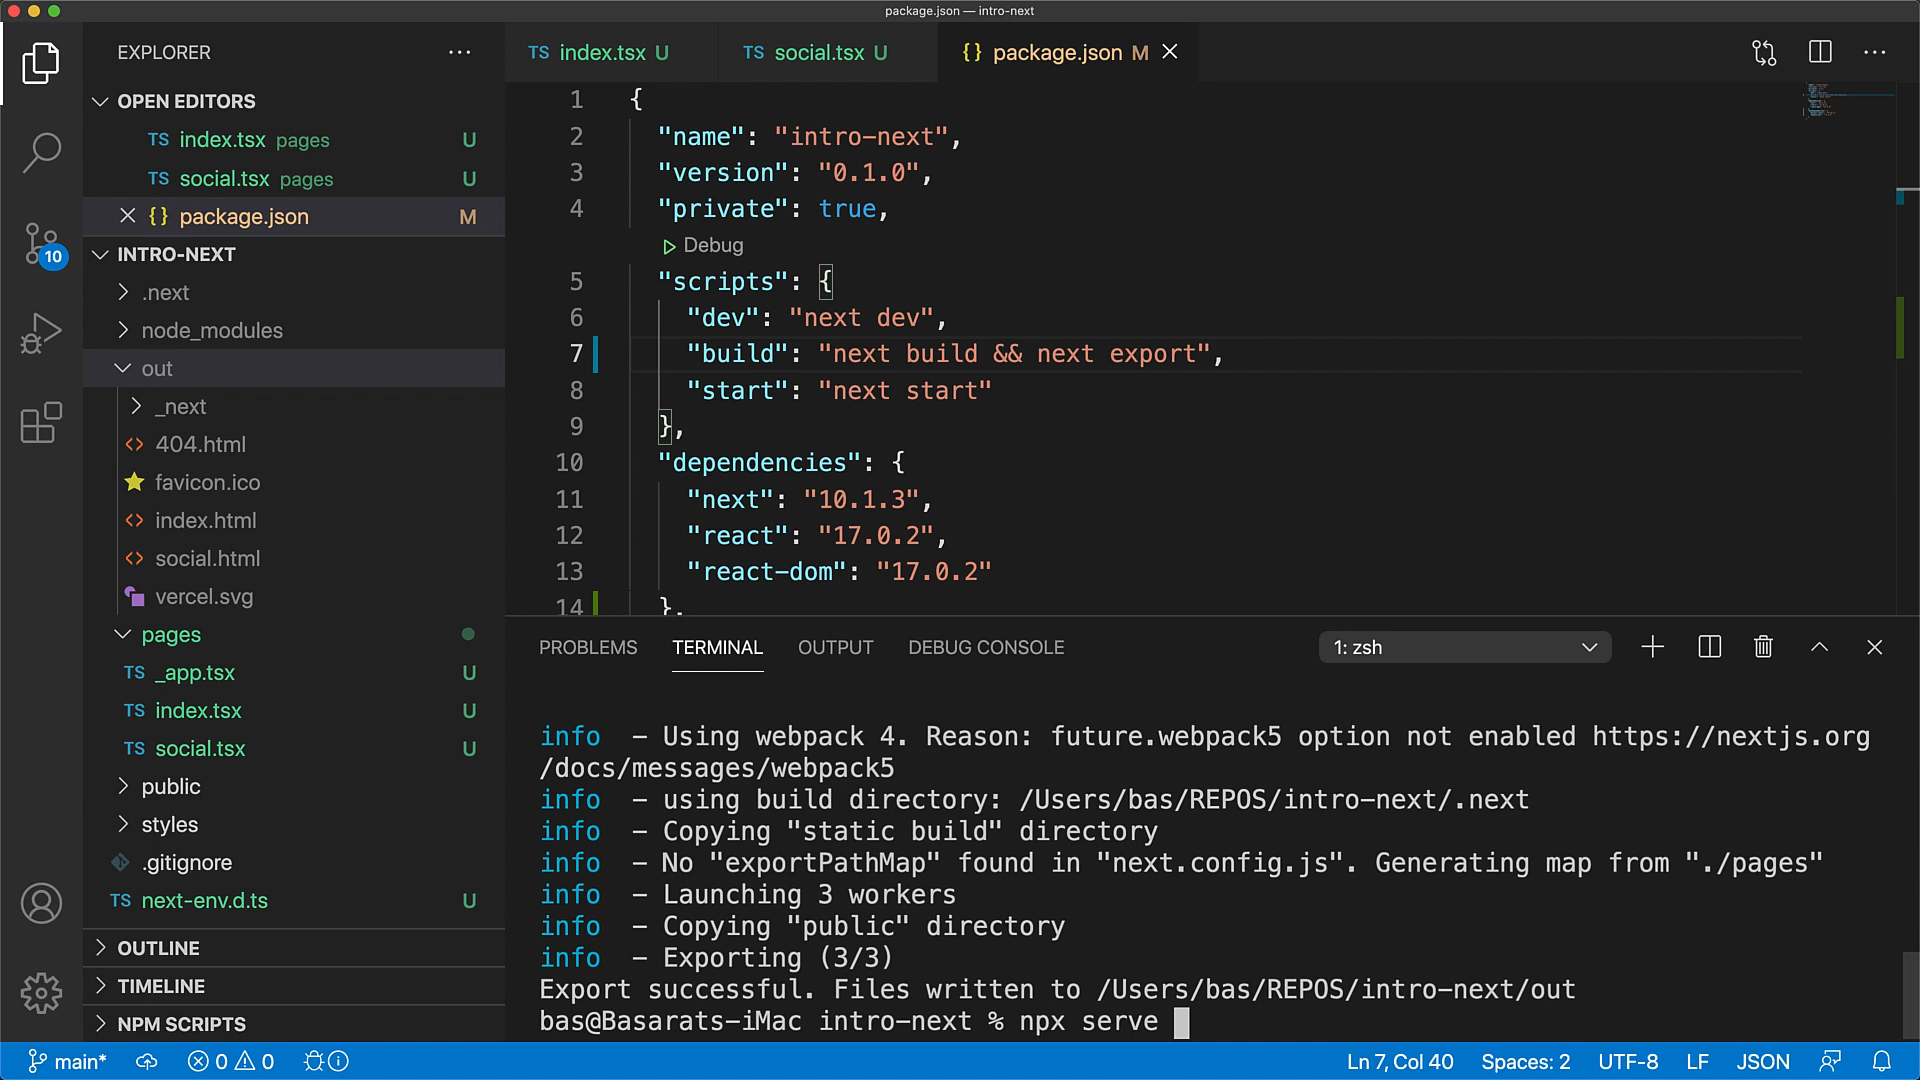 package.json — intro-next
EXPLORER
OPEN EDITORS
TS index.tsx pages U
TS social.tsx pages U
{} package.json M
INTRO-NEXT
.next
node_modules
out
_next
404.html
favicon.ico
index.html
social.html
vercel.svg
pages
TS _app.tsx U
TS index.tsx U
TS social.tsx U
public
styles
.gitignore
TS next-env.d.ts U
OUTLINE
TIMELINE
NPM SCRIPTS
10
TS index.tsx U
TS social.tsx U
{} package.json M
1 {
2 "name": "intro-next",
3 "version": "0.1.0",
4 "private": true,
Debug
5 "scripts": {
6 "dev": "next dev",
7 "build": "next build && next export",
8 "start": "next start"
9 },
10 "dependencies": {
11 "next": "10.1.3",
12 "react": "17.0.2",
13 "react-dom": "17.0.2"
14 },
PROBLEMS TERMINAL OUTPUT DEBUG CONSOLE
1: zsh
info – Using webpack 4. Reason: future.webpack5 option not enabled https://nextjs.org
/docs/messages/webpack5
info – using build directory: /Users/bas/REPOS/intro-next/.next
info – Copying "static build" directory
info – No "exportPathMap" found in "next.config.js". Generating map from "./pages"
info – Launching 3 workers
info – Copying "public" directory
info – Exporting (3/3)
Export successful. Files written to /Users/bas/REPOS/intro-next/out
bas@Basarats-iMac intro-next % npx serve
main* 0 0
Ln 7, Col 40 Spaces: 2 UTF-8 LF JSON